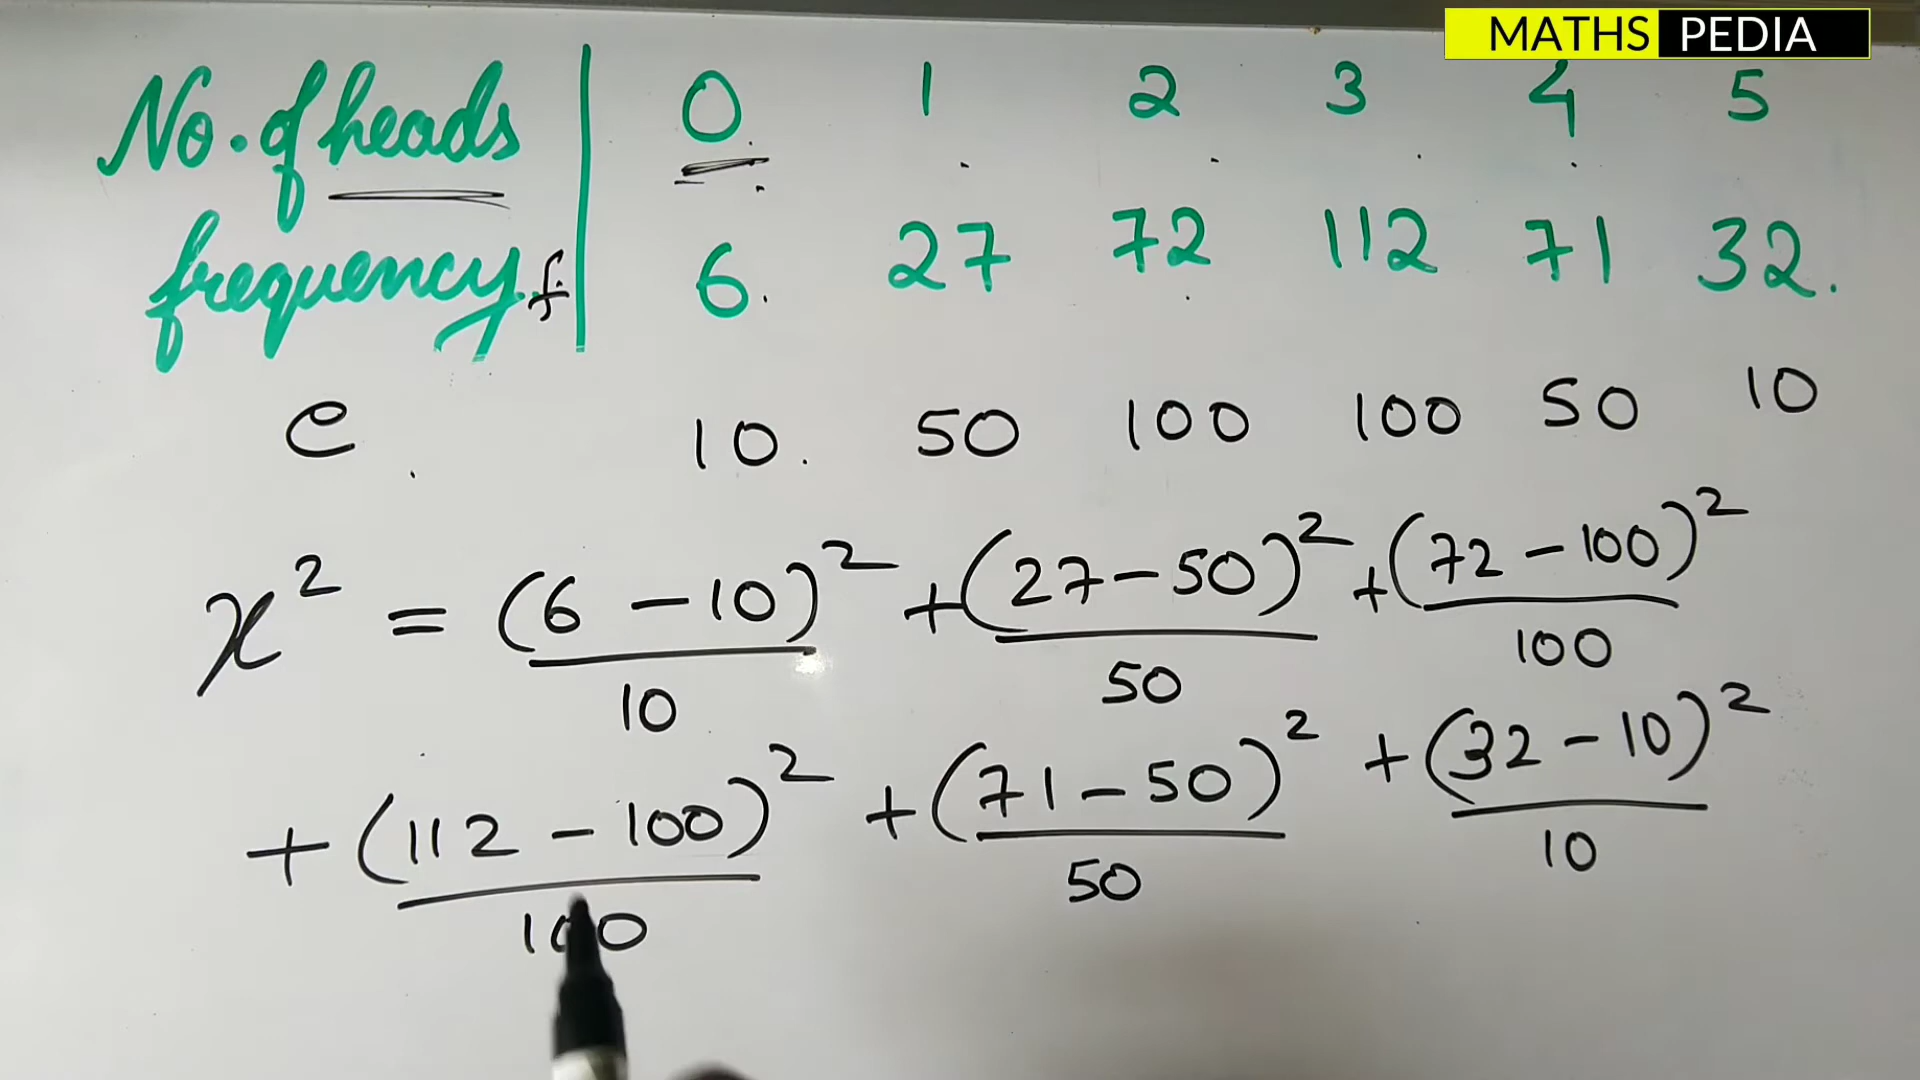 MATHS PEDIA
No. of heads | 0 1 2 3 4 5
frequency f | 6. 27 72 112 71 32.
e 10. 50 100 100 50 10
x² = (6 - 10)²/10 + (27 - 50)²/50 + (72 - 100)²/100
+ (112 - 100)²/100 + (71 - 50)²/50 + (32 - 10)²/10